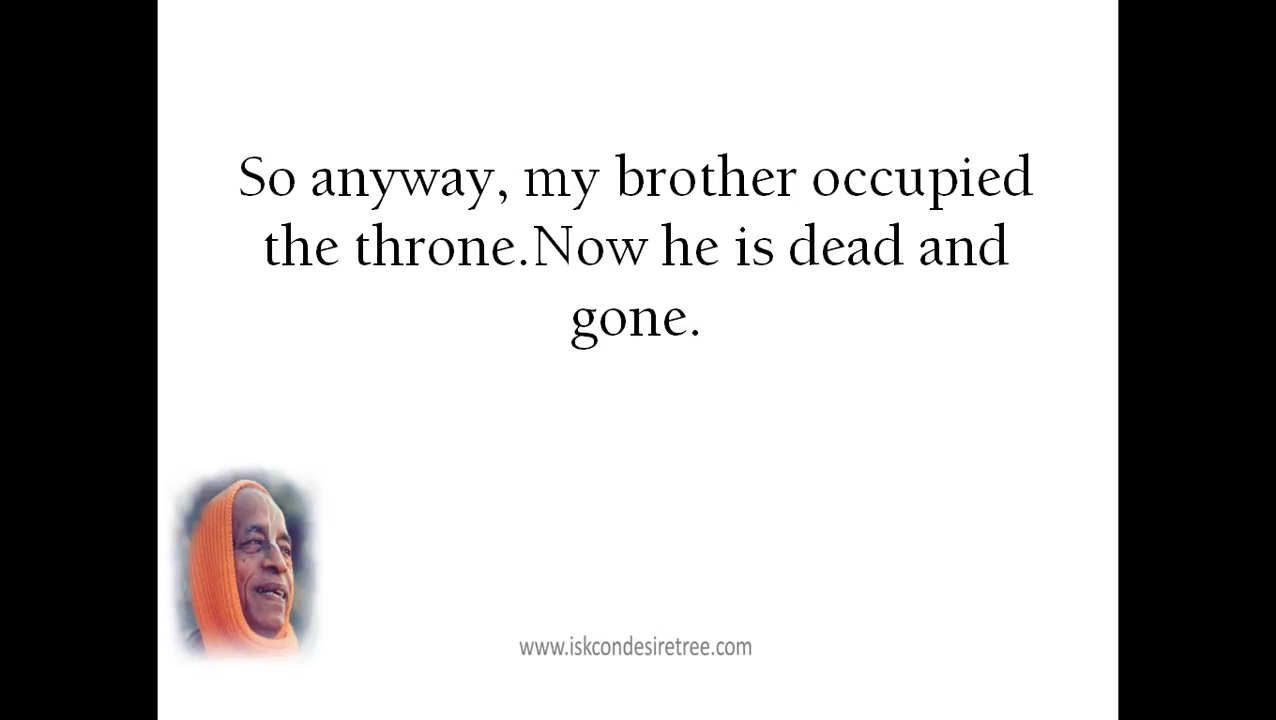 So anyway, my brother occupied
the throne.Now he is dead and
gone.
www.iskcondesiretree.com